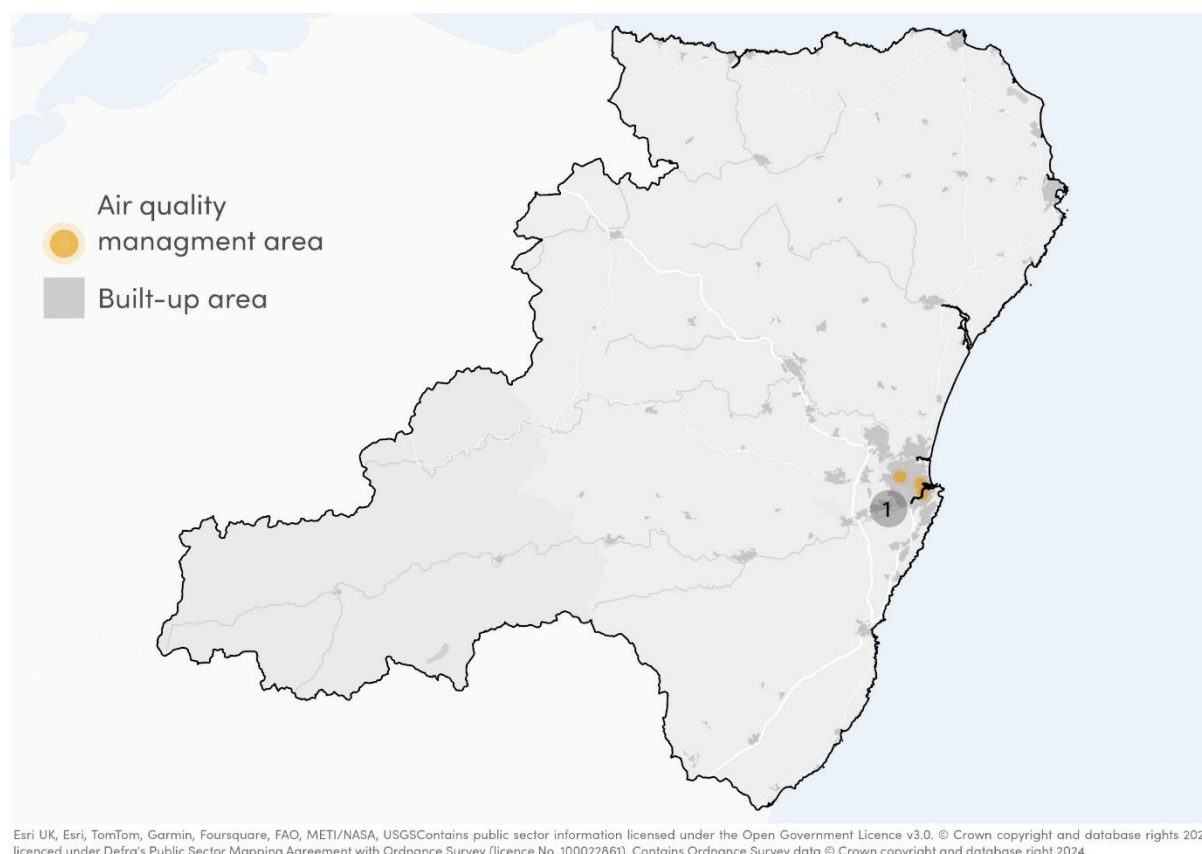 Air quality
managment area
Built-up area
1
Esri UK, Esri, TomTom, Garmin, Foursquare, FAO, METI/NASA, USGSContains public sector information licensed under the Open Government Licence v3.0. © Crown copyright and database rights 202
licenced under Defra's Public Sector Mapping Agreement with Ordnance Survey (licence No. 100022861). Contains Ordnance Survey data © Crown copyright and database right 2024